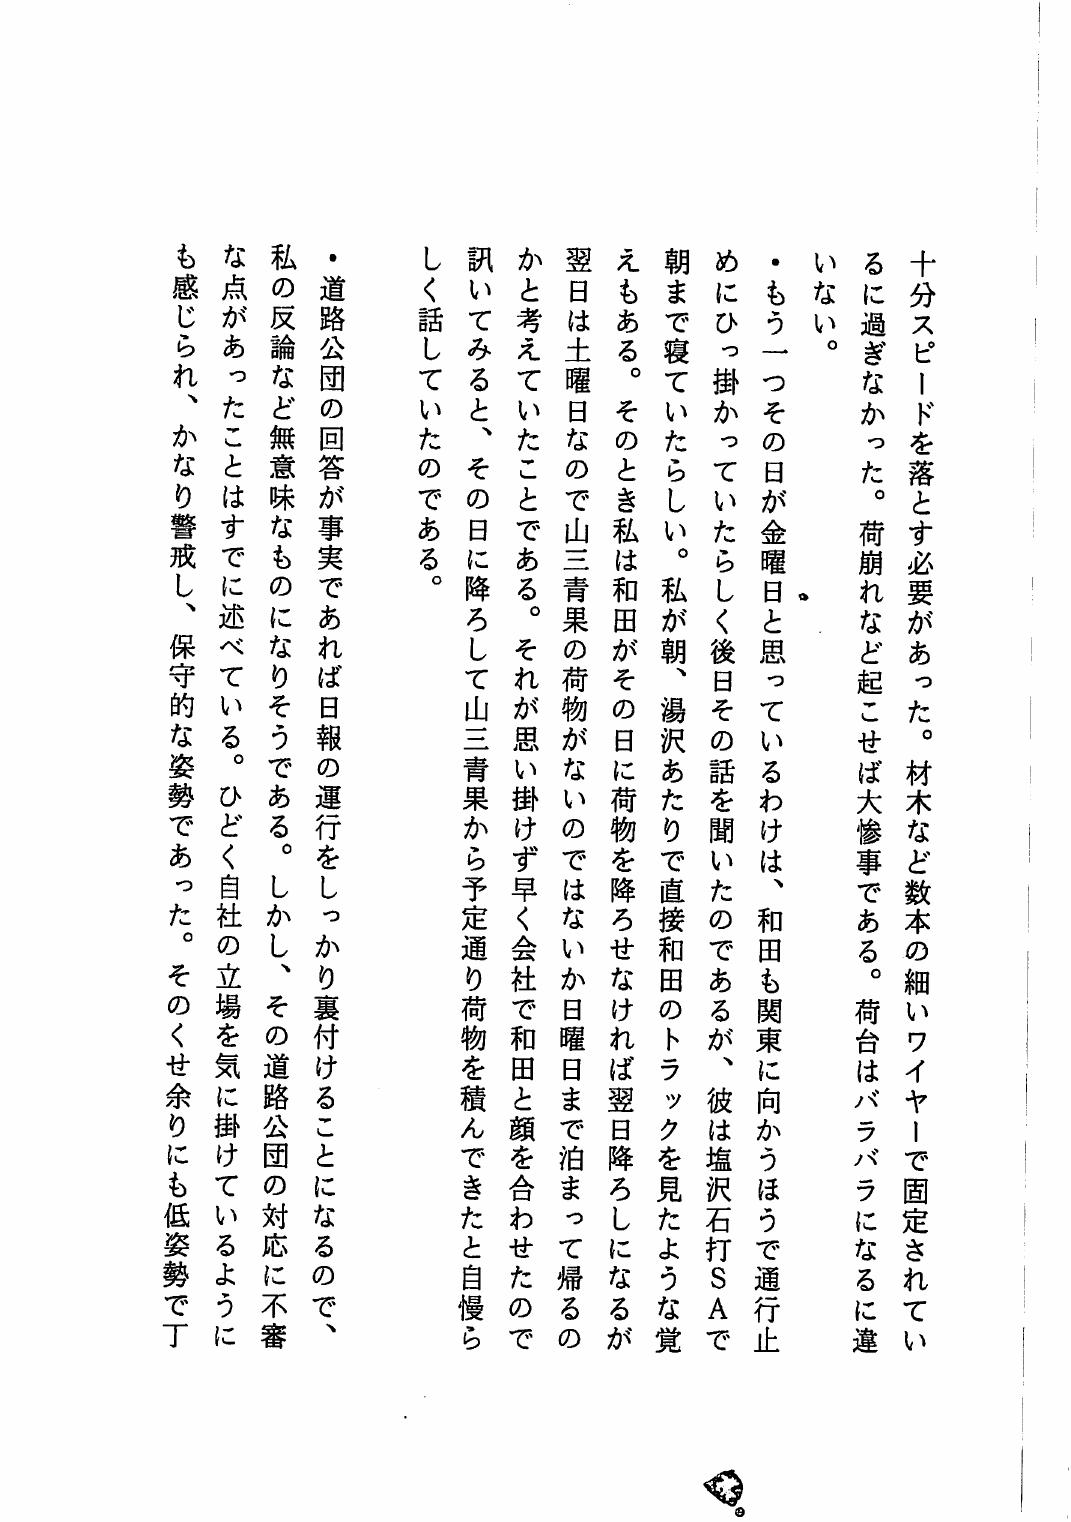 十分スピードを落とす必要があった。材木など数本の細いワイヤーで固定されてい
るに過ぎなかった。荷崩れなど起こせば大惨事である。荷台はバラバラになるに違
いない。
・もう一つその日が金曜日と思っているわけは、和田も関東に向かうほうで通行止
めにひっ掛かっていたらしく後日その話を聞いたのであるが、彼は塩沢石打ＳＡで
朝まで寝ていたらしい。私が朝、湯沢あたりで直接和田のトラックを見たような覚
えもある。そのとき私は和田がその日に荷物を降ろせなければ翌日降ろしになるが
翌日は土曜日なので山三青果の荷物がないのではないか日曜日まで泊まって帰るの
かと考えていたことである。それが思い掛けず早く会社で和田と顔を合わせたので
訊いてみると、その日に降ろして山三青果から予定通り荷物を積んできたと自慢ら
しく話していたのである。
・道路公団の回答が事実であれば日報の運行をしっかり裏付けることになるので、
私の反論など無意味なものになりそうである。しかし、その道路公団の対応に不審
な点があったことはすでに述べている。ひどく自社の立場を気に掛けているように
も感じられ、かなり警戒し、保守的な姿勢であった。そのくせ余りにも低姿勢で丁